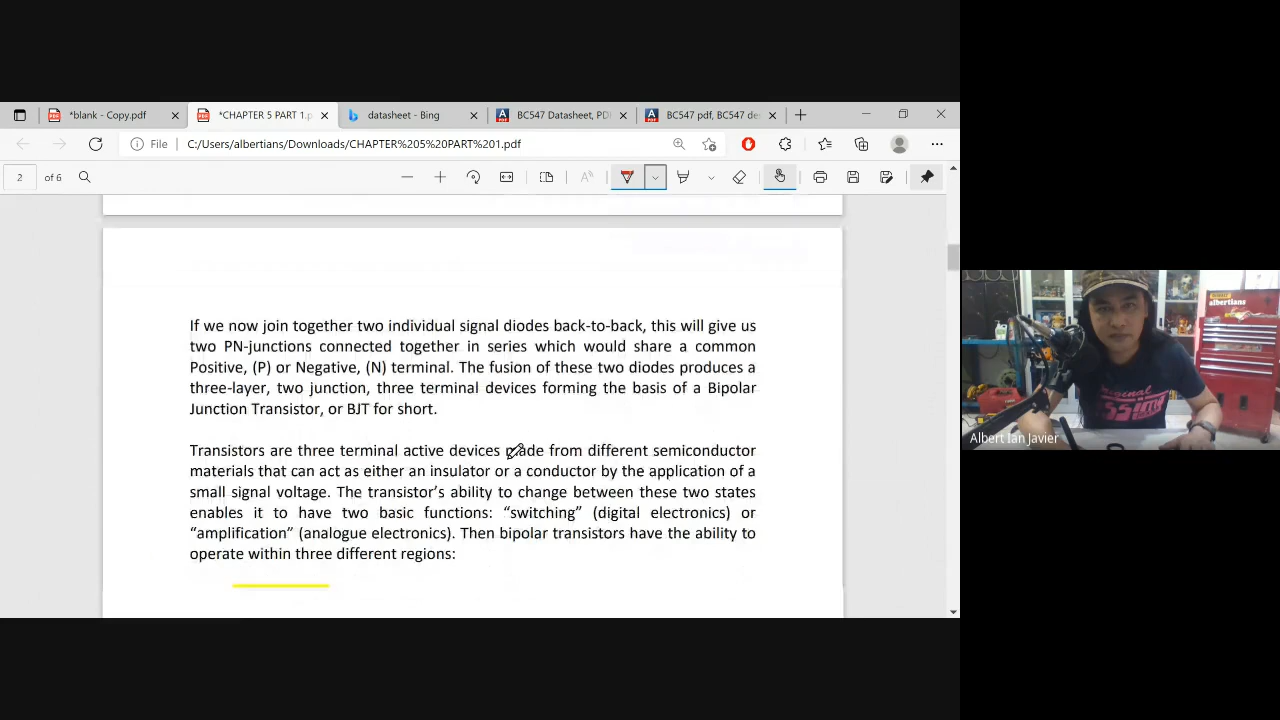 *blank - Copy.pdf
*CHAPTER 5 PART 1.p
datasheet - Bing
BC547 Datasheet, PD
BC547 pdf, BC547 de
File
C:/Users/albertians/Downloads/CHAPTER%205%20PART%201.pdf
2 of 6
If we now join together two individual signal diodes back-to-back, this will give us
two PN-junctions connected together in series which would share a common
Positive, (P) or Negative, (N) terminal. The fusion of these two diodes produces a
three-layer, two junction, three terminal devices forming the basis of a Bipolar
Junction Transistor, or BJT for short.
Transistors are three terminal active devices made from different semiconductor
materials that can act as either an insulator or a conductor by the application of a
small signal voltage. The transistor’s ability to change between these two states
enables it to have two basic functions: “switching” (digital electronics) or
“amplification” (analogue electronics). Then bipolar transistors have the ability to
operate within three different regions:
albertians
Albert Ian Javier